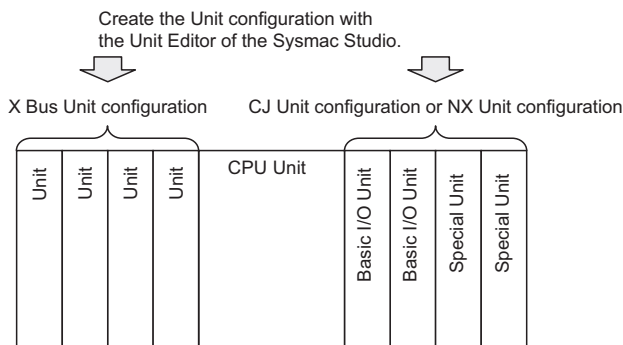 Create the Unit configuration with
the Unit Editor of the Sysmac Studio.
X Bus Unit configuration
CJ Unit configuration or NX Unit configuration
Unit
Unit
Unit
Unit
CPU Unit
Basic I/O Unit
Basic I/O Unit
Special Unit
Special Unit